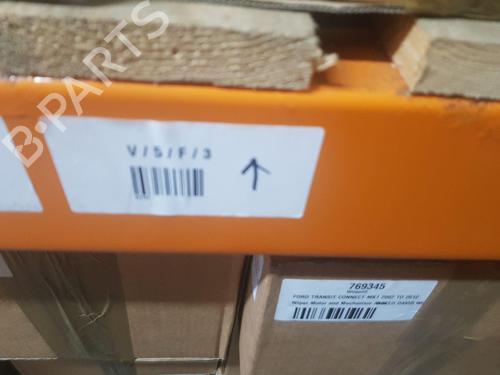 B-PARTS
V/5/F/3
769345
FORD TRANSIT CONNECT MK1 2002 TO 2012
Wiper Motor and Mechanism